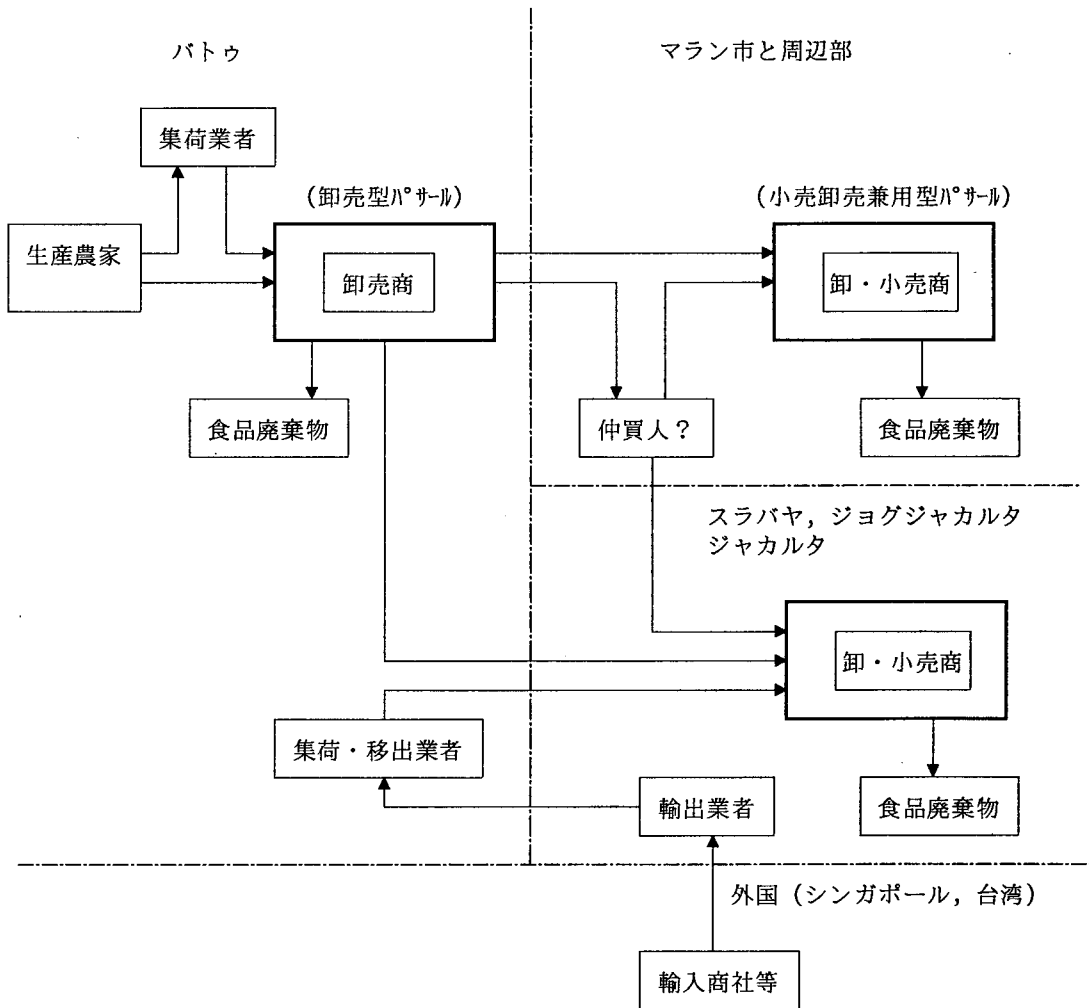 バトゥ
マラン市と周辺部
集荷業者
(卸売型ﾊﾟｻｰﾙ)
(小売卸売兼用型ﾊﾟｻｰﾙ)
生産農家
卸売商
卸・小売商
食品廃棄物
仲買人？
食品廃棄物
スラバヤ，ジョグジャカルタ
ジャカルタ
卸・小売商
集荷・移出業者
輸出業者
食品廃棄物
外国（シンガポール，台湾）
輸入商社等